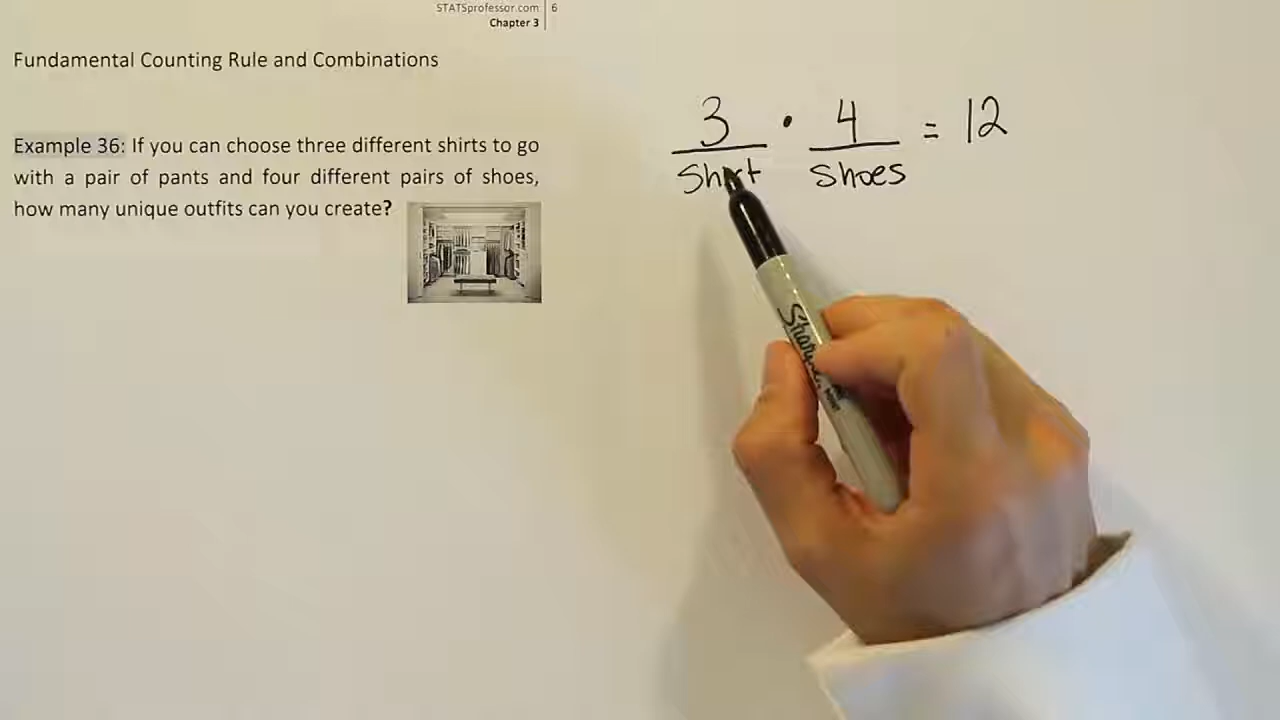 STATSprofessor.com 6
Chapter 3
Fundamental Counting Rule and Combinations
Example 36: If you can choose three different shirts to go
with a pair of pants and four different pairs of shoes,
how many unique outfits can you create?
3 · 4 = 12
Shirt Shoes
Sharpie